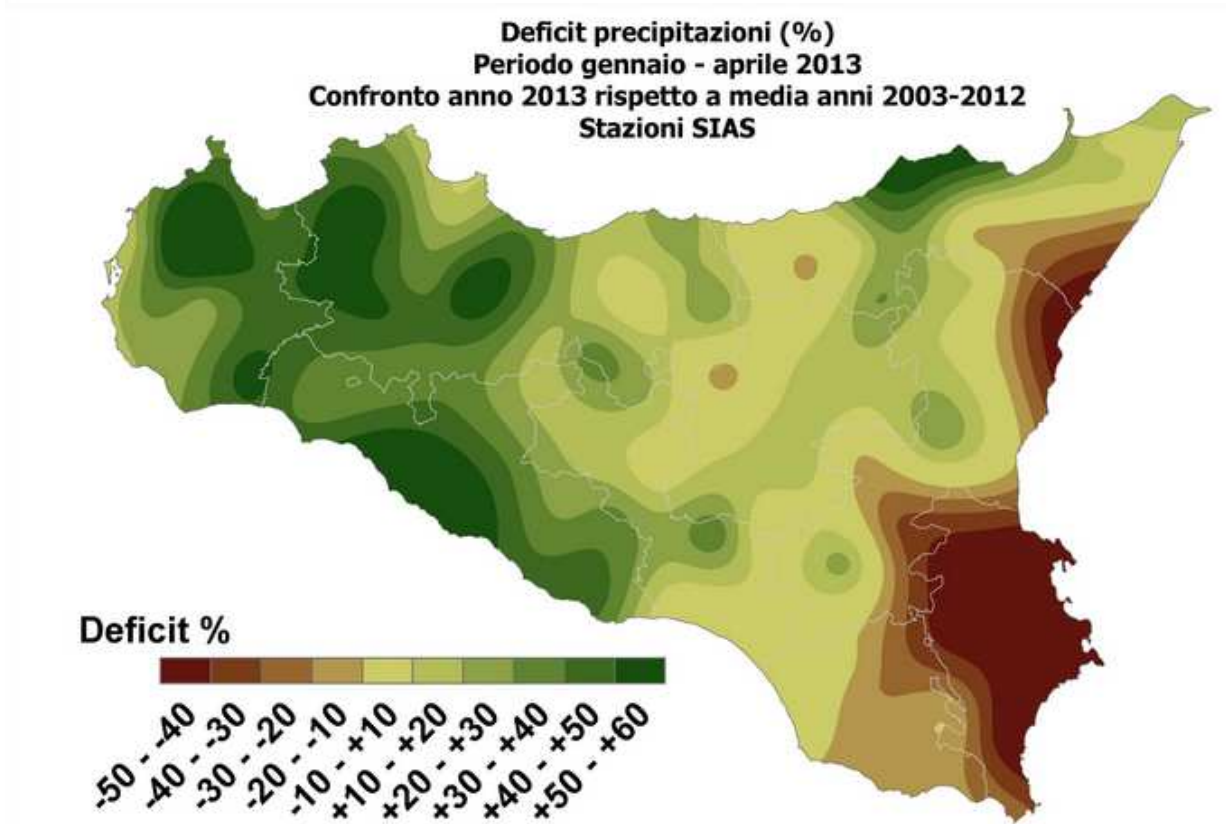 Deficit precipitazioni (%)
Periodo gennaio - aprile 2013
Confronto anno 2013 rispetto a media anni 2003-2012
Stazioni SIAS
Deficit %
-50 - -40
-40 - -30
-30 - -20
-20 - -10
-10 - +10
+10 - +20
+20 - +30
+30 - +40
+40 - +50
+50 - +60